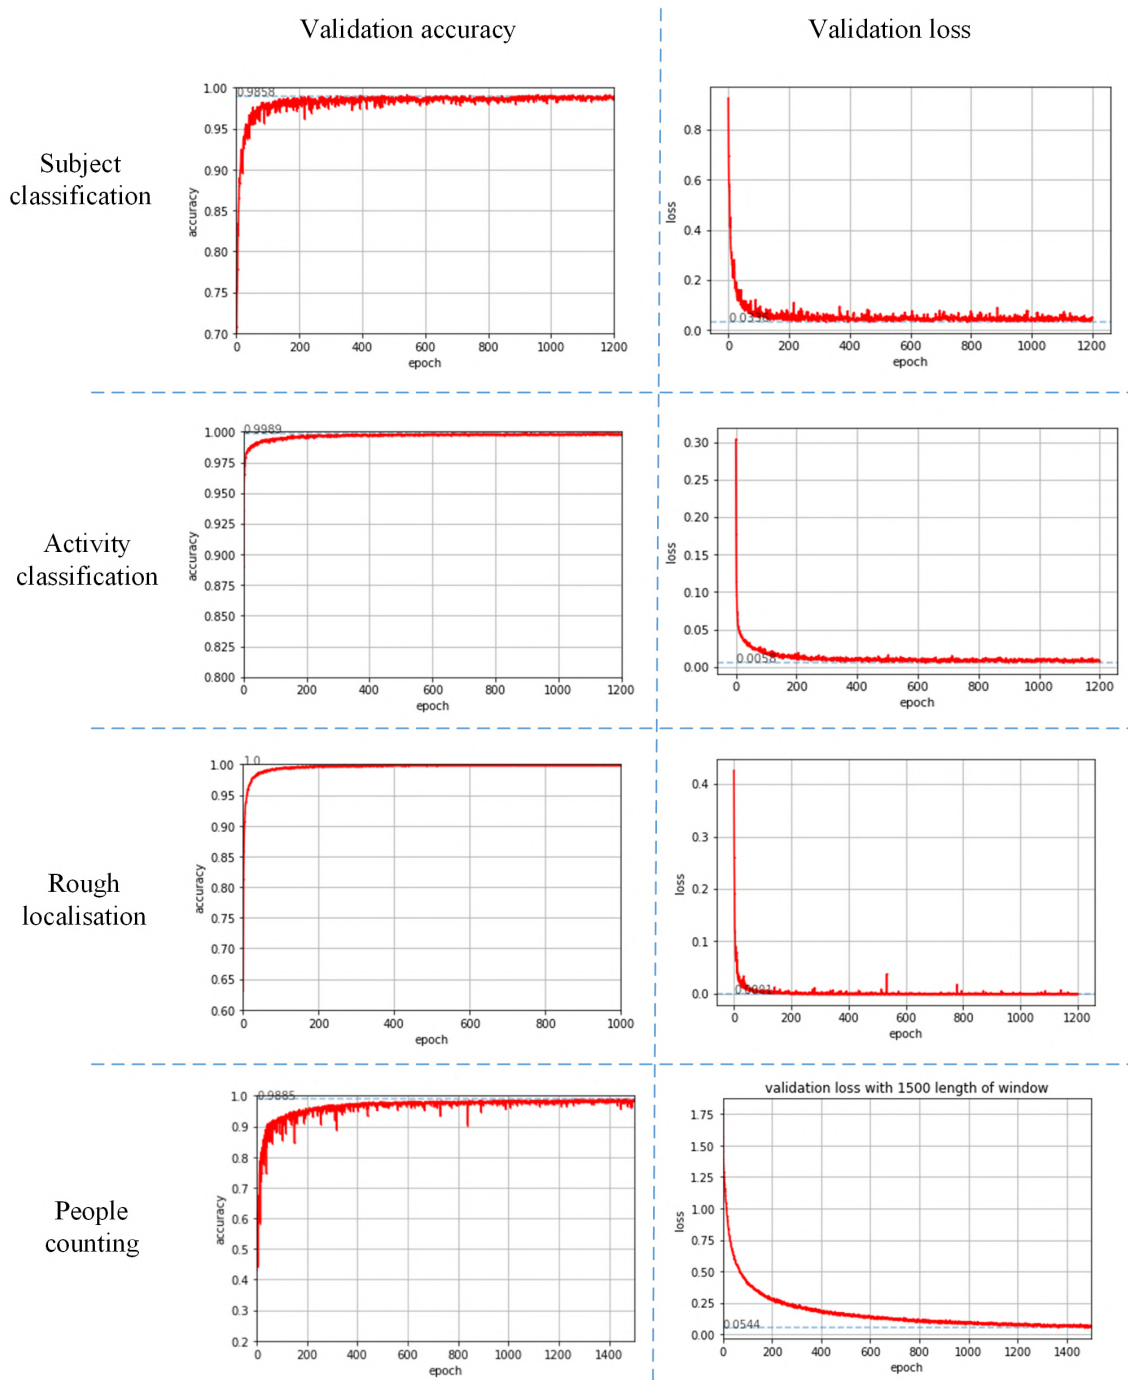 Validation accuracy
Validation loss
Subject
classification
0.9858
1.00
0.95
0.90
0.85
0.80
0.75
0.70
accuracy
0 200 400 600 800 1000 1200
epoch
0.8
0.6
0.4
0.2
0.0
loss
0 200 400 600 800 1000 1200
epoch
Activity
classification
0.9989
1.000
0.975
0.950
0.925
0.900
0.875
0.850
0.825
0.800
accuracy
0 200 400 600 800 1000 1200
epoch
0.30
0.25
0.20
0.15
0.10
0.05
0.00
loss
0.0058
0 200 400 600 800 1000 1200
epoch
Rough
localisation
1.0
1.00
0.95
0.90
0.85
0.80
0.75
0.70
0.65
0.60
accuracy
0 200 400 600 800 1000
epoch
0.4
0.3
0.2
0.1
0.0
loss
0.0001
0 200 400 600 800 1000 1200
epoch
People
counting
0.9885
1.0
0.9
0.8
0.7
0.6
0.5
0.4
0.3
0.2
accuracy
0 200 400 600 800 1000 1200 1400
epoch
validation loss with 1500 length of window
1.75
1.50
1.25
1.00
0.75
0.50
0.25
0.00
loss
0.0544
0 200 400 600 800 1000 1200 1400
epoch